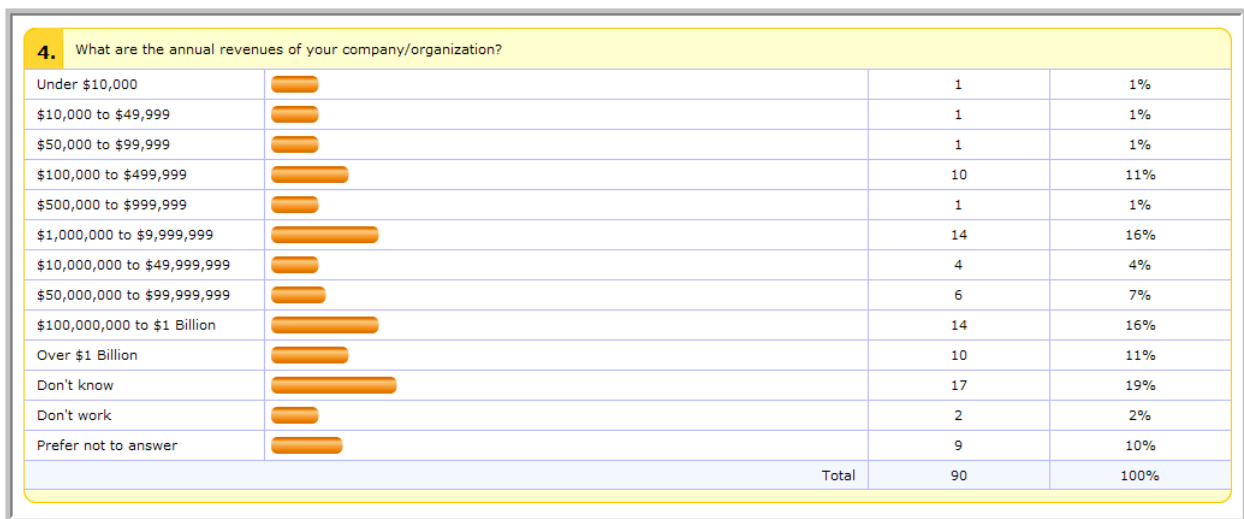 4. What are the annual revenues of your company/organization?
Under $10,000 1 1%
$10,000 to $49,999 1 1%
$50,000 to $99,999 1 1%
$100,000 to $499,999 10 11%
$500,000 to $999,999 1 1%
$1,000,000 to $9,999,999 14 16%
$10,000,000 to $49,999,999 4 4%
$50,000,000 to $99,999,999 6 7%
$100,000,000 to $1 Billion 14 16%
Over $1 Billion 10 11%
Don't know 17 19%
Don't work 2 2%
Prefer not to answer 9 10%
Total 90 100%